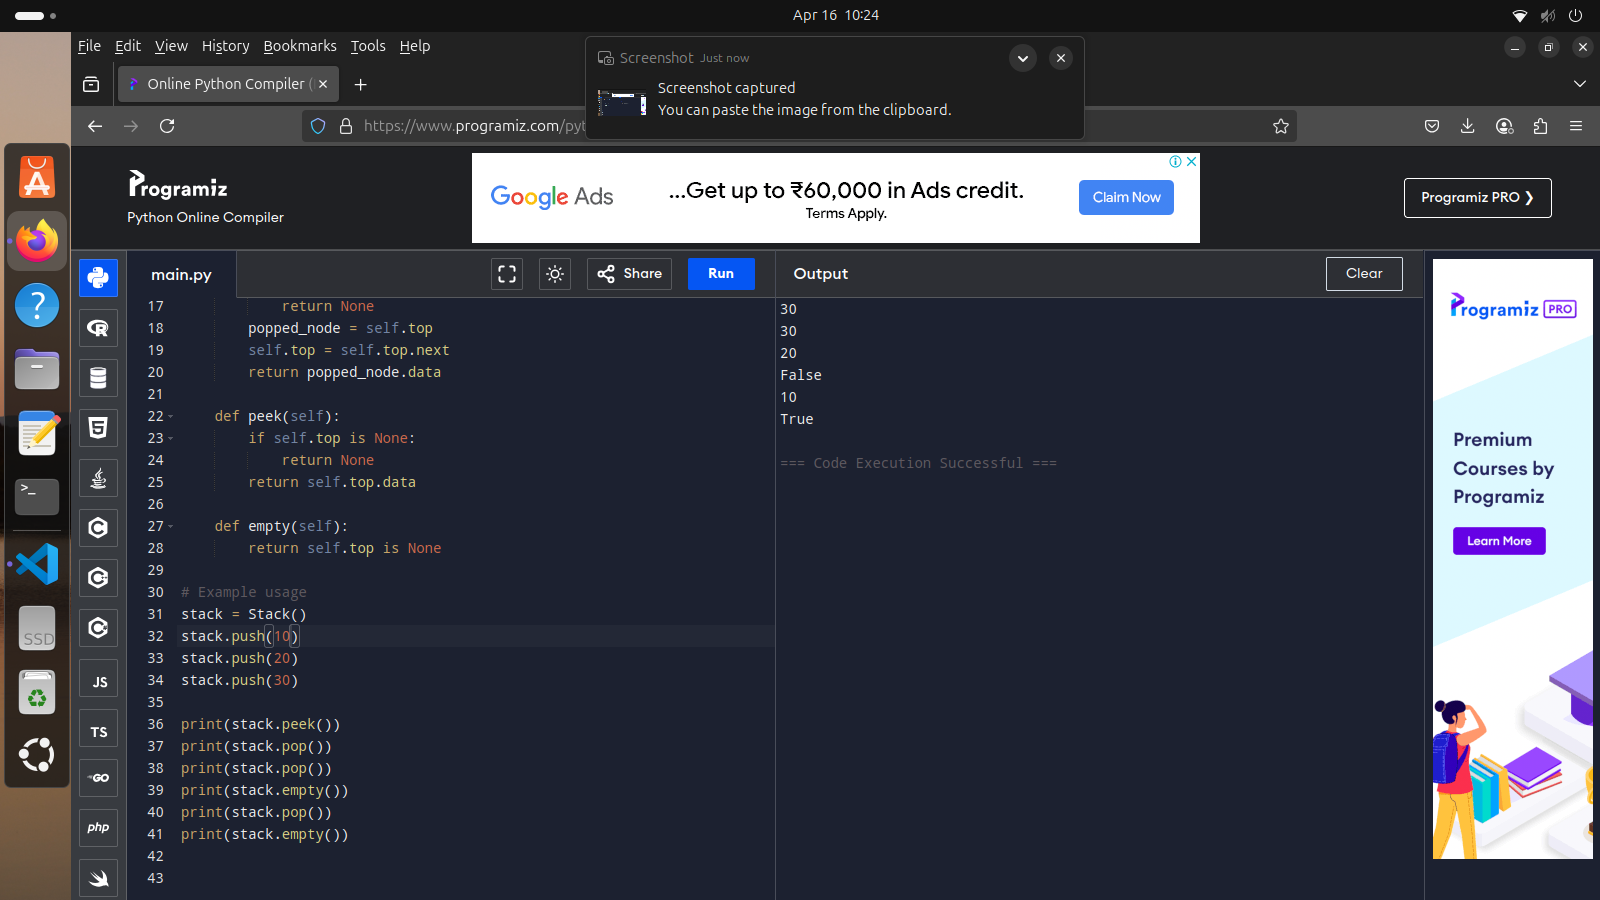 Apr 16 10:24
File Edit View History Bookmarks Tools Help
Screenshot Just now
Screenshot captured
You can paste the image from the clipboard.
Online Python Compiler (
https://www.programiz.com/pyt
Programiz
Python Online Compiler
Google Ads
...Get up to ₹60,000 in Ads credit.
Terms Apply.
Claim Now
Programiz PRO ❯
main.py
Share
Run
Output
Clear
17 return None
18 popped_node = self.top
19 self.top = self.top.next
20 return popped_node.data
21
22 def peek(self):
23 if self.top is None:
24 return None
25 return self.top.data
26
27 def empty(self):
28 return self.top is None
29
30 # Example usage
31 stack = Stack()
32 stack.push(10)
33 stack.push(20)
34 stack.push(30)
35
36 print(stack.peek())
37 print(stack.pop())
38 print(stack.pop())
39 print(stack.empty())
40 print(stack.pop())
41 print(stack.empty())
42
43
30
30
20
False
10
True
=== Code Execution Successful ===
Programiz PRO
Premium
Courses by
Programiz
Learn More
SSD
JS
TS
GO
php